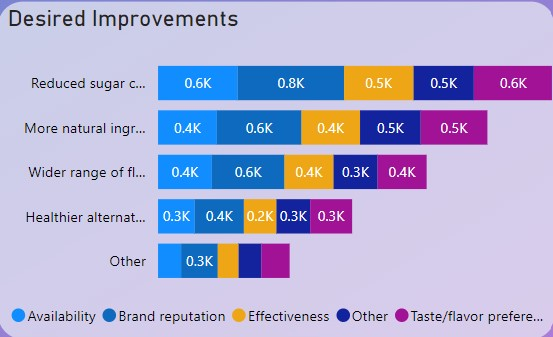 Desired Improvements
Reduced sugar c... 0.6K 0.8K 0.5K 0.5K 0.6K
More natural ingr... 0.4K 0.6K 0.4K 0.5K 0.5K
Wider range of fl... 0.4K 0.6K 0.4K 0.3K 0.4K
Healthier alternat... 0.3K 0.4K 0.2K 0.3K 0.3K
Other 0.3K
Availability Brand reputation Effectiveness Other Taste/flavor prefere...